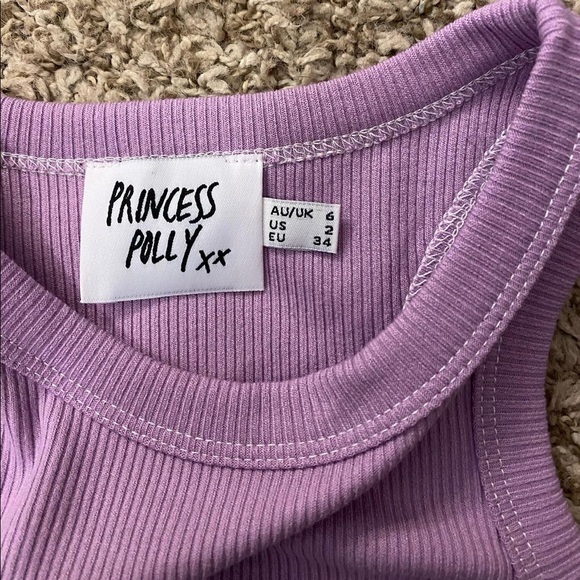 PRINCESS
POLLY xx
AU/UK 6
US 2
EU 34